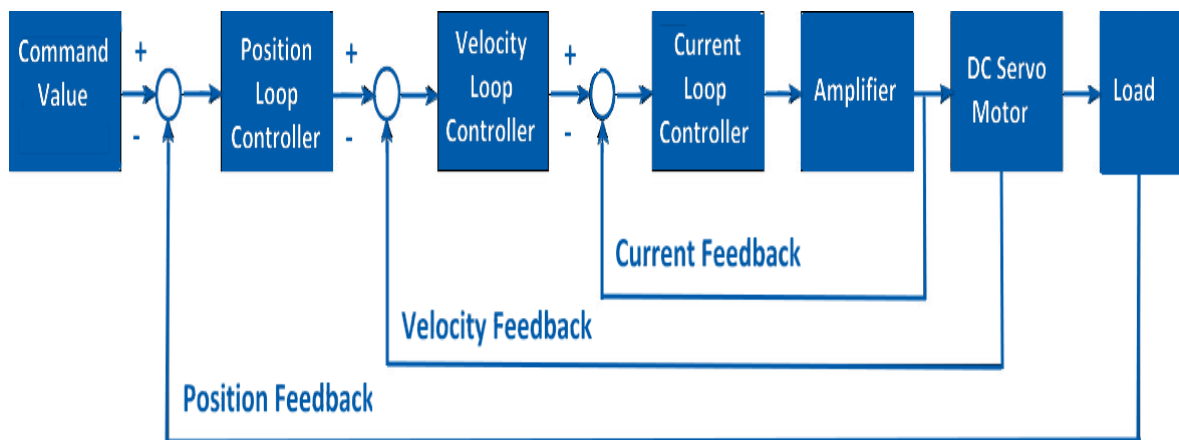 Command
Value
+
-
Position
Loop
Controller
+
-
Velocity
Loop
Controller
+
-
Current
Loop
Controller
Amplifier
DC Servo
Motor
Load
Current Feedback
Velocity Feedback
Position Feedback